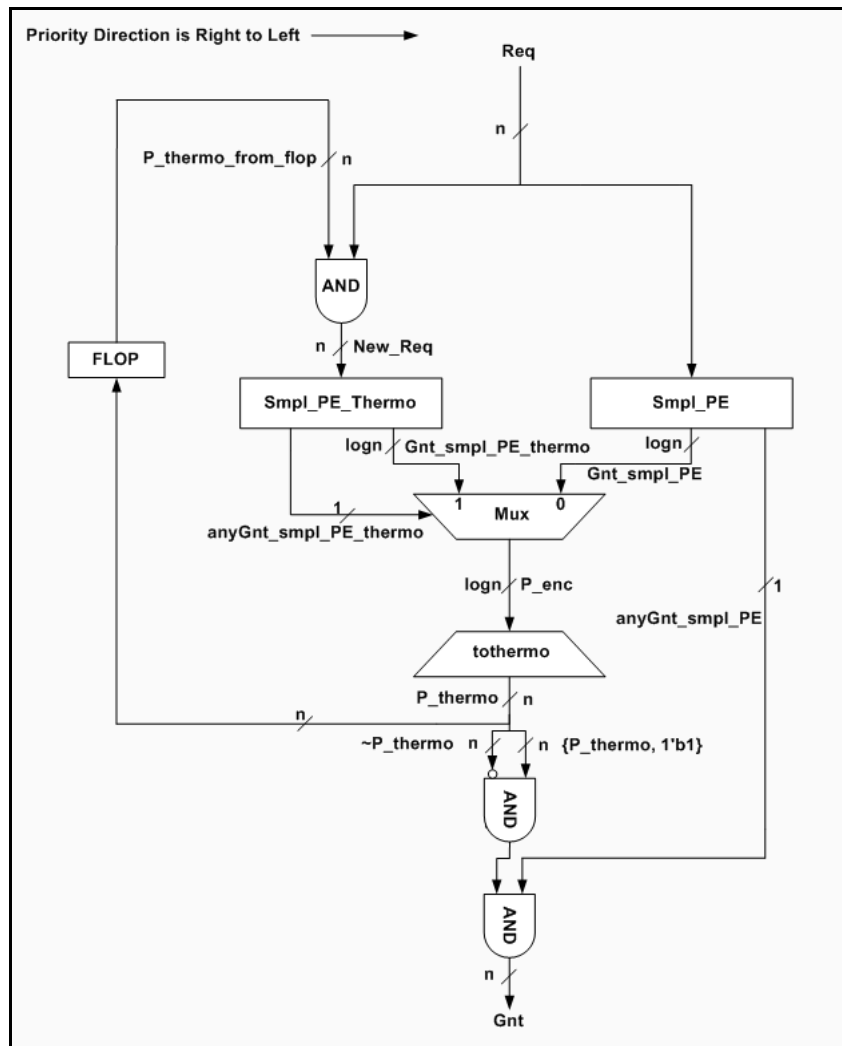 Priority Direction is Right to Left
Req
n
P_thermo_from_flop
n
AND
n
New_Req
FLOP
Smpl_PE_Thermo
Smpl_PE
logn
Gnt_smpl_PE_thermo
logn
Gnt_smpl_PE
1
0
Mux
1
anyGnt_smpl_PE_thermo
logn
P_enc
1
anyGnt_smpl_PE
tothermo
P_thermo
n
n
~P_thermo
n
n
{P_thermo, 1'b1}
AND
AND
n
Gnt